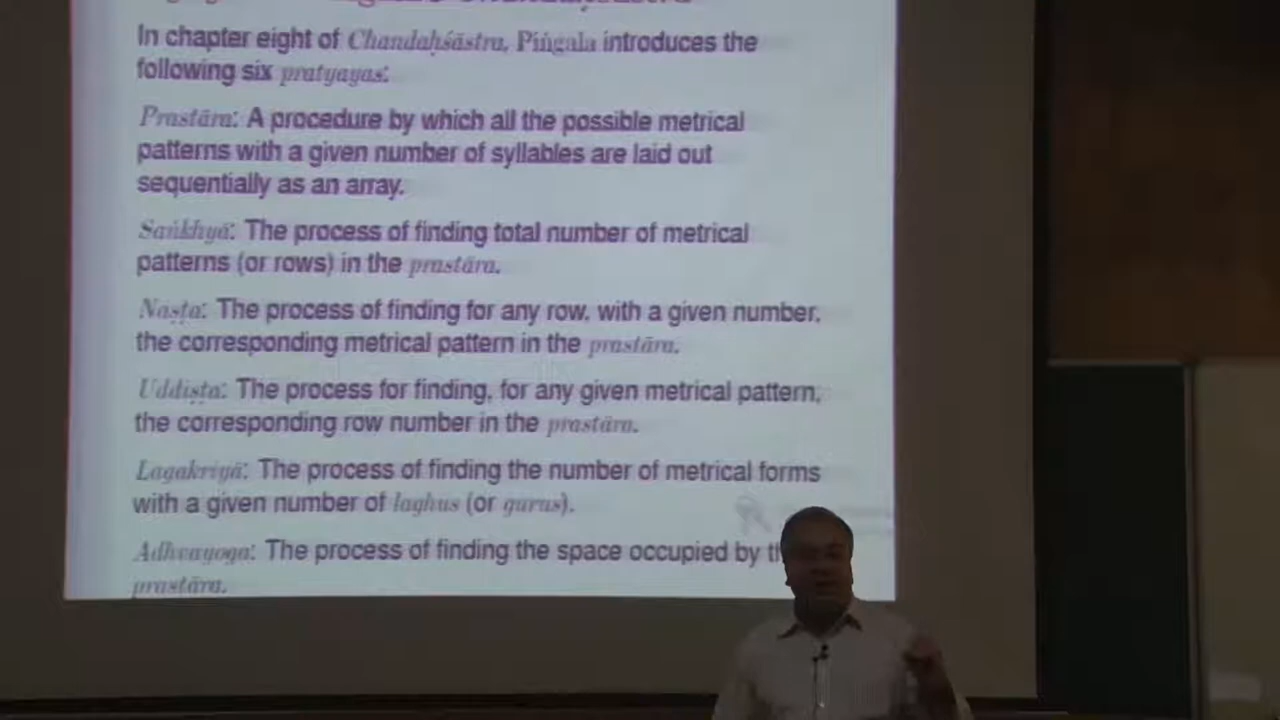 In chapter eight of Chandaḥśāstra, Piṅgala introduces the
following six pratyayas:
Prastāra: A procedure by which all the possible metrical
patterns with a given number of syllables are laid out
sequentially as an array.
Saṅkhyā: The process of finding total number of metrical
patterns (or rows) in the prastāra.
Naṣṭa: The process of finding for any row, with a given number,
the corresponding metrical pattern in the prastāra.
Uddiṣṭa: The process for finding, for any given metrical pattern,
the corresponding row number in the prastāra.
Lagakriyā: The process of finding the number of metrical forms
with a given number of laghus (or gurus).
Adhvayoga: The process of finding the space occupied by
prastāra.